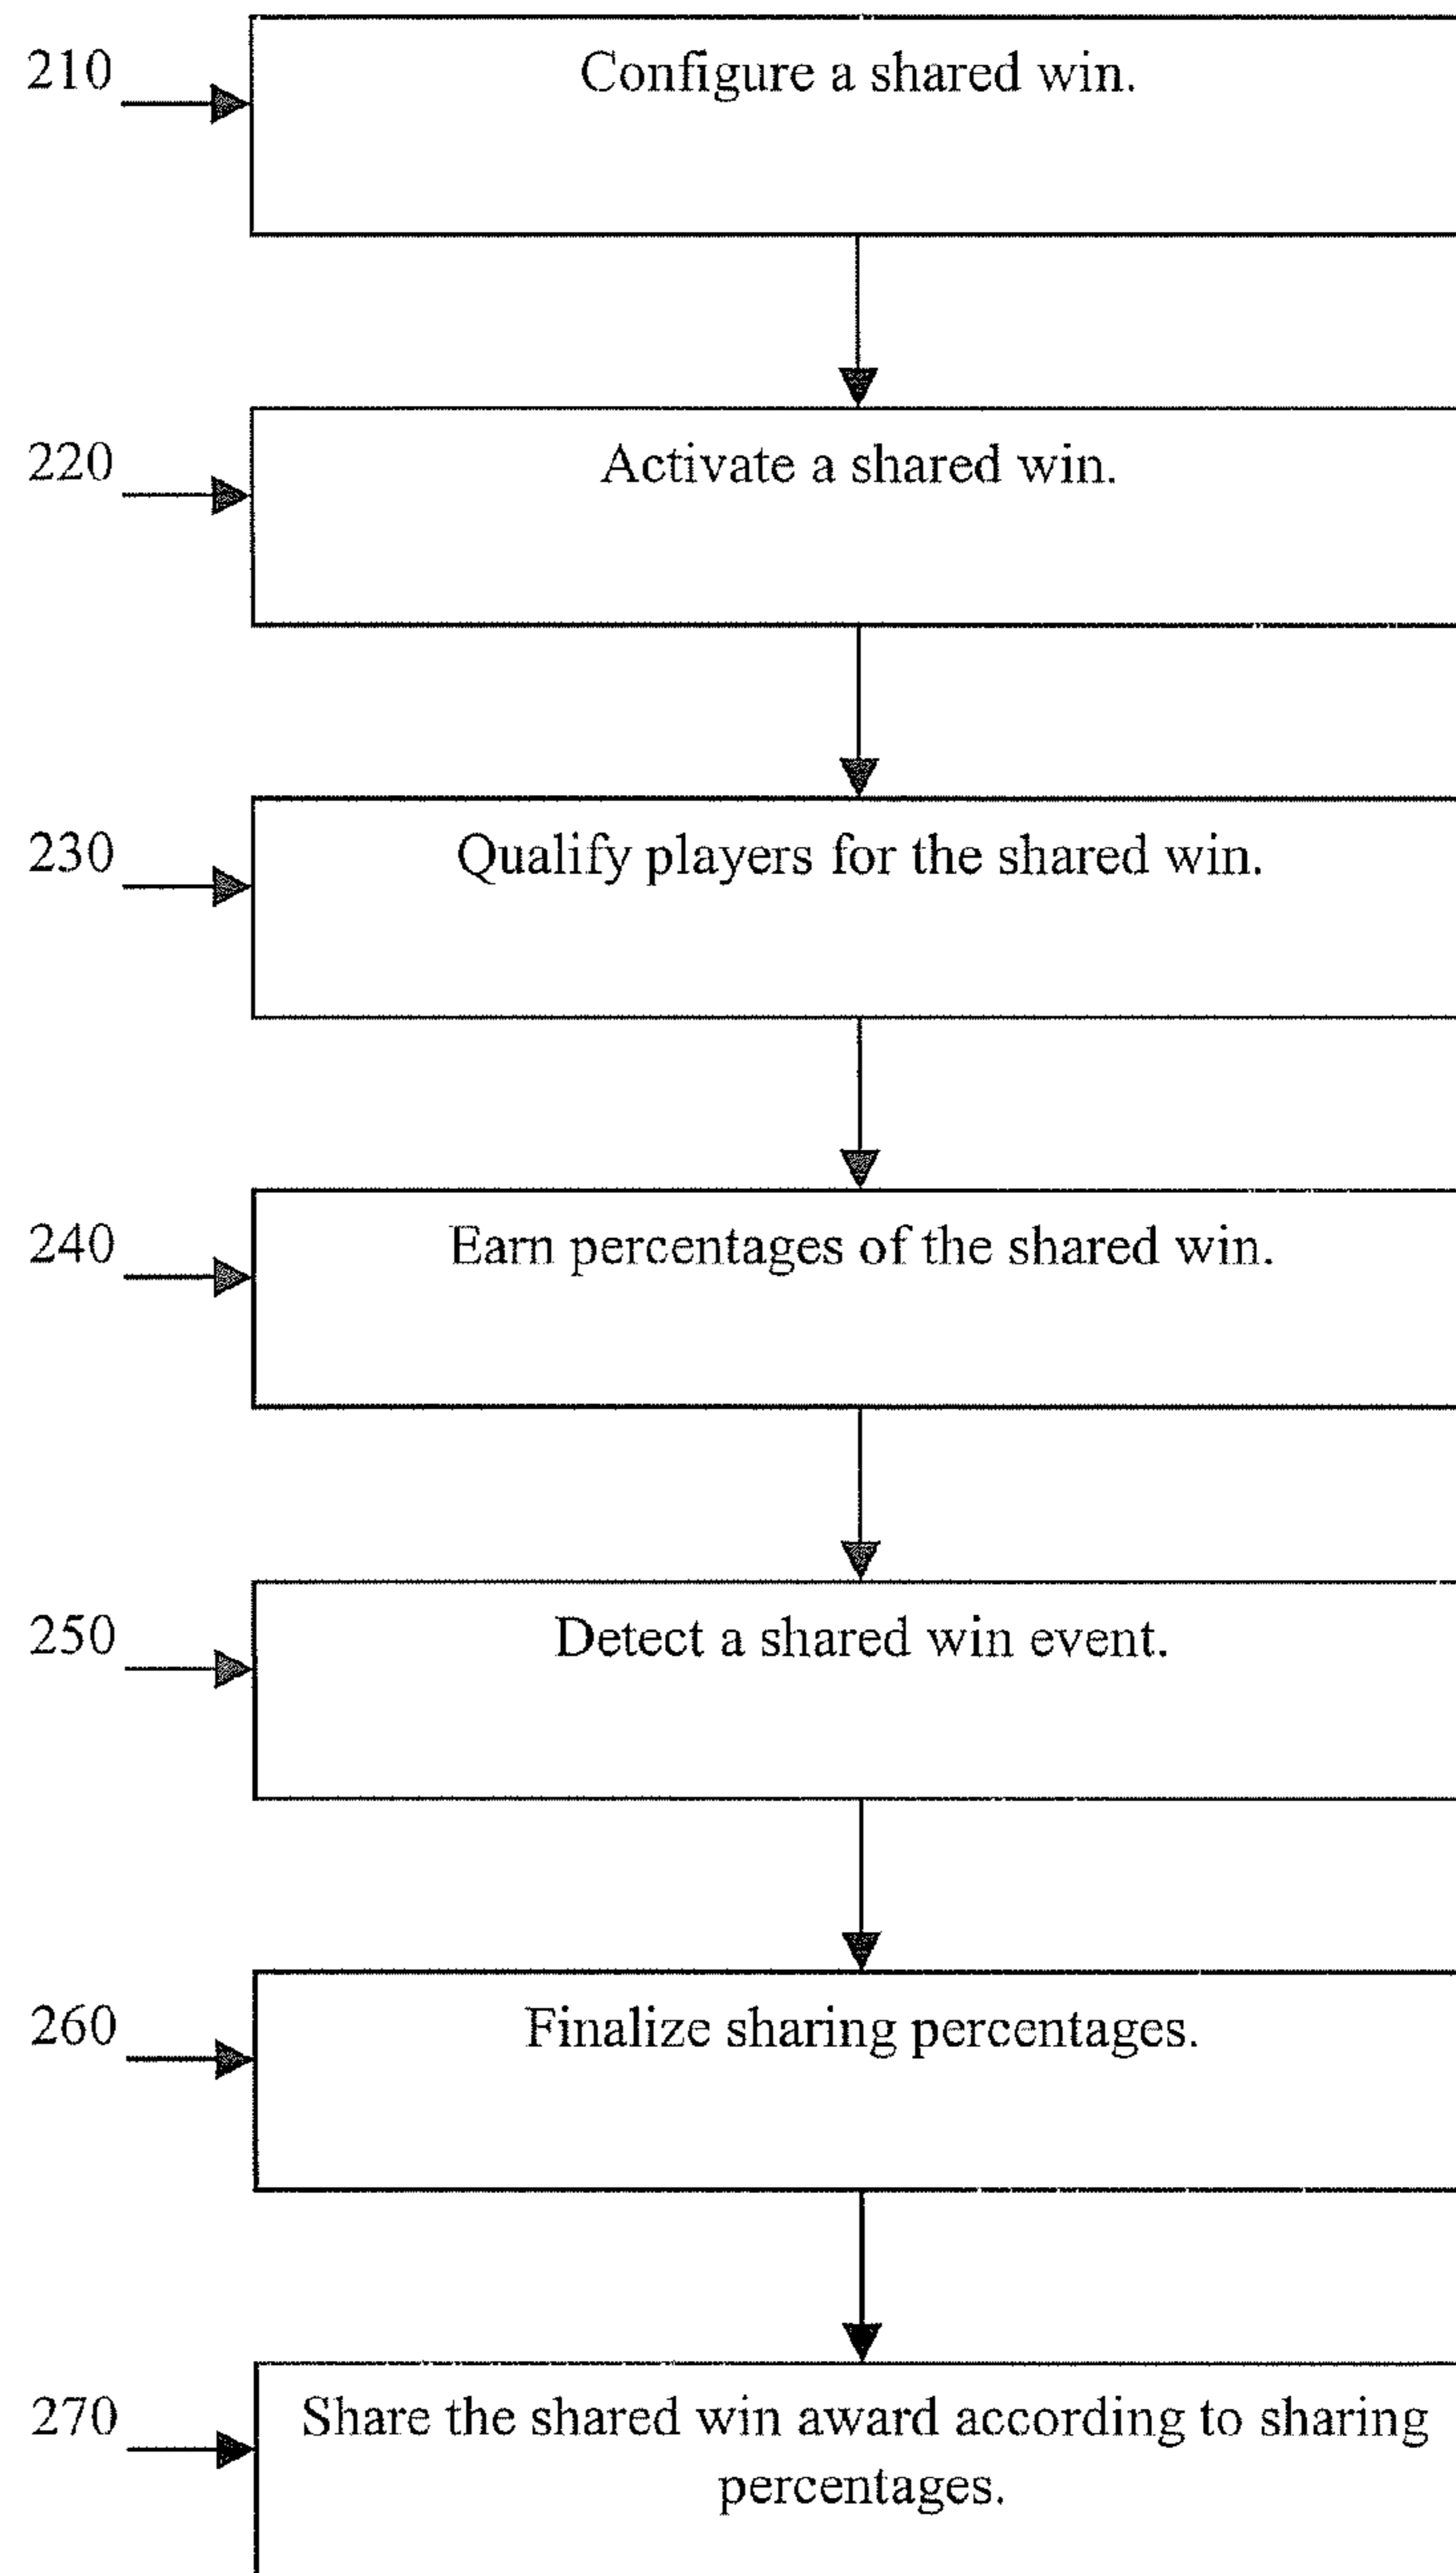 210
Configure a shared win.
220
Activate a shared win.
230
Qualify players for the shared win.
240
Earn percentages of the shared win.
250
Detect a shared win event.
260
Finalize sharing percentages.
270
Share the shared win award according to sharing
percentages.